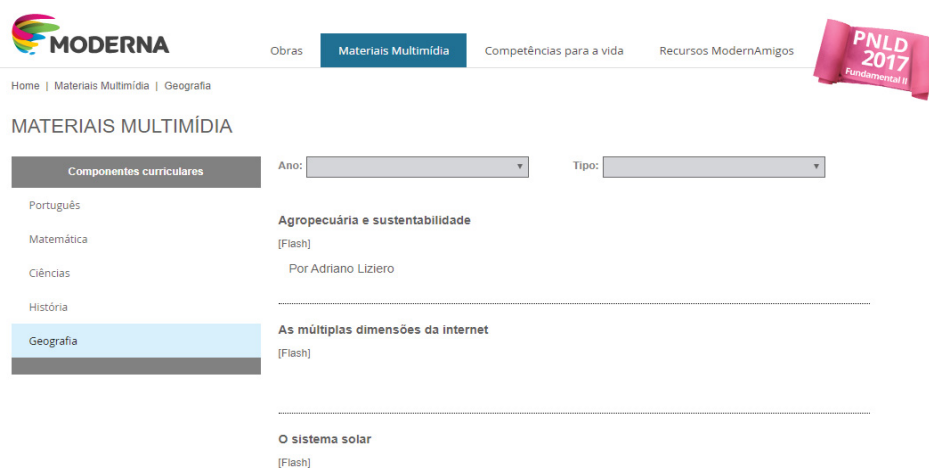 MODERNA
Obras
Materiais Multimídia
Competências para a vida
Recursos ModernAmigos
PNLD
2017
Fundamental II
Home | Materiais Multimídia | Geografia
MATERIAIS MULTIMÍDIA
Componentes curriculares
Português
Matemática
Ciências
História
Geografia
Ano:
Tipo:
Agropecuária e sustentabilidade
[Flash]
Por Adriano Liziero
As múltiplas dimensões da internet
[Flash]
O sistema solar
[Flash]